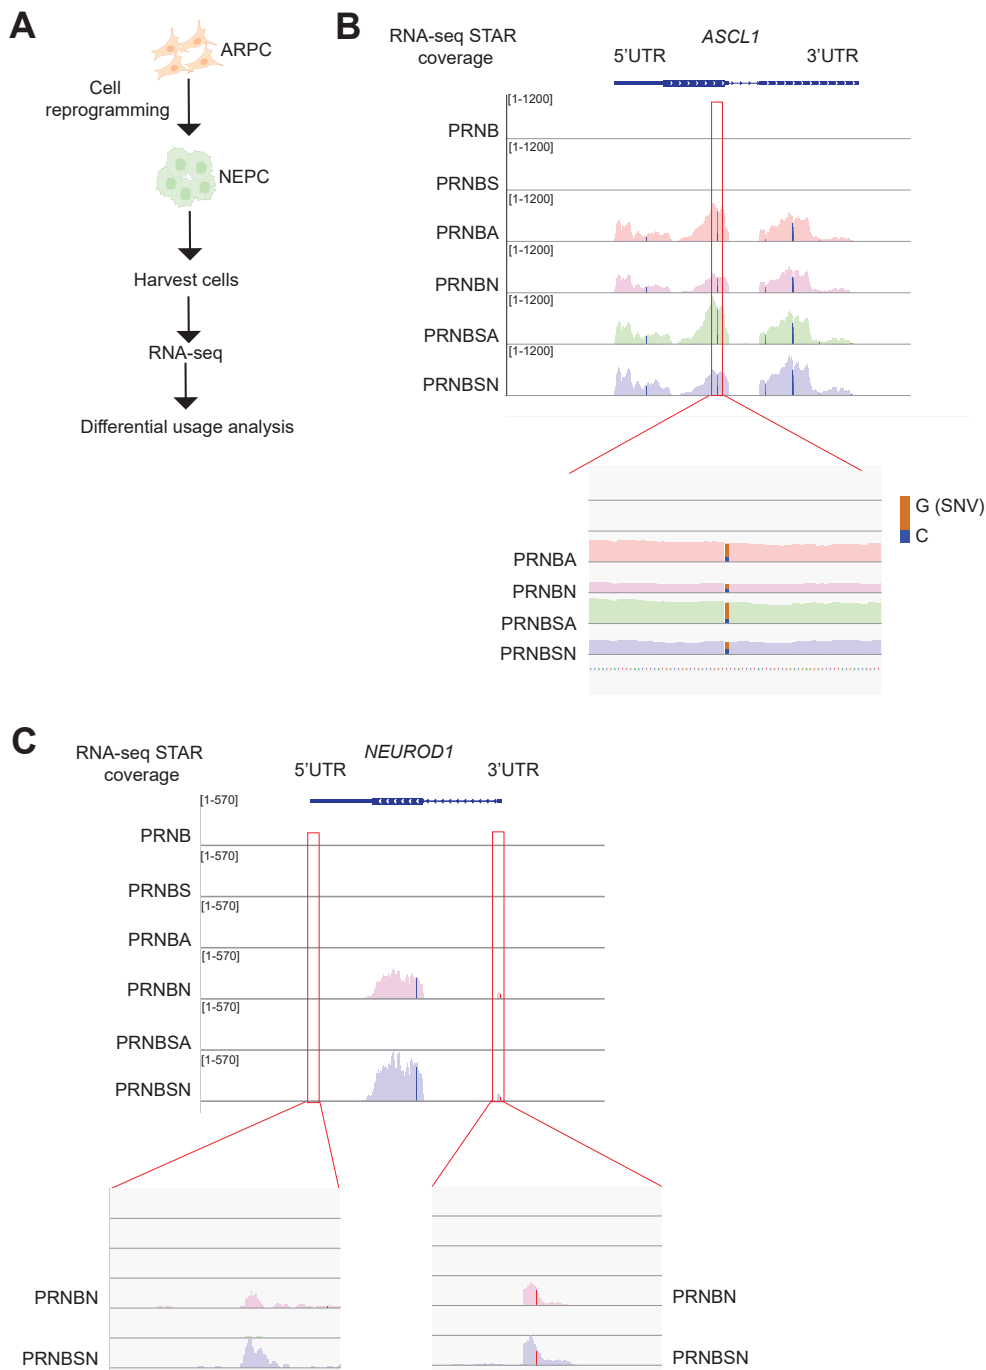 A
ARPC
Cell
reprogramming
NEPC
Harvest cells
RNA-seq
Differential usage analysis
B
RNA-seq STAR
coverage
ASCL1
5’UTR
3’UTR
[1-1200]
PRNB
[1-1200]
PRNBS
[1-1200]
PRNBA
[1-1200]
PRNBN
[1-1200]
PRNBSA
[1-1200]
PRNBSN
G (SNV)
C
PRNBA
PRNBN
PRNBSA
PRNBSN
C
RNA-seq STAR
coverage
NEUROD1
5’UTR
3’UTR
[1-570]
PRNB
[1-570]
PRNBS
[1-570]
PRNBA
[1-570]
PRNBN
[1-570]
PRNBSA
[1-570]
PRNBSN
PRNBN
PRNBN
PRNBSN
PRNBSN